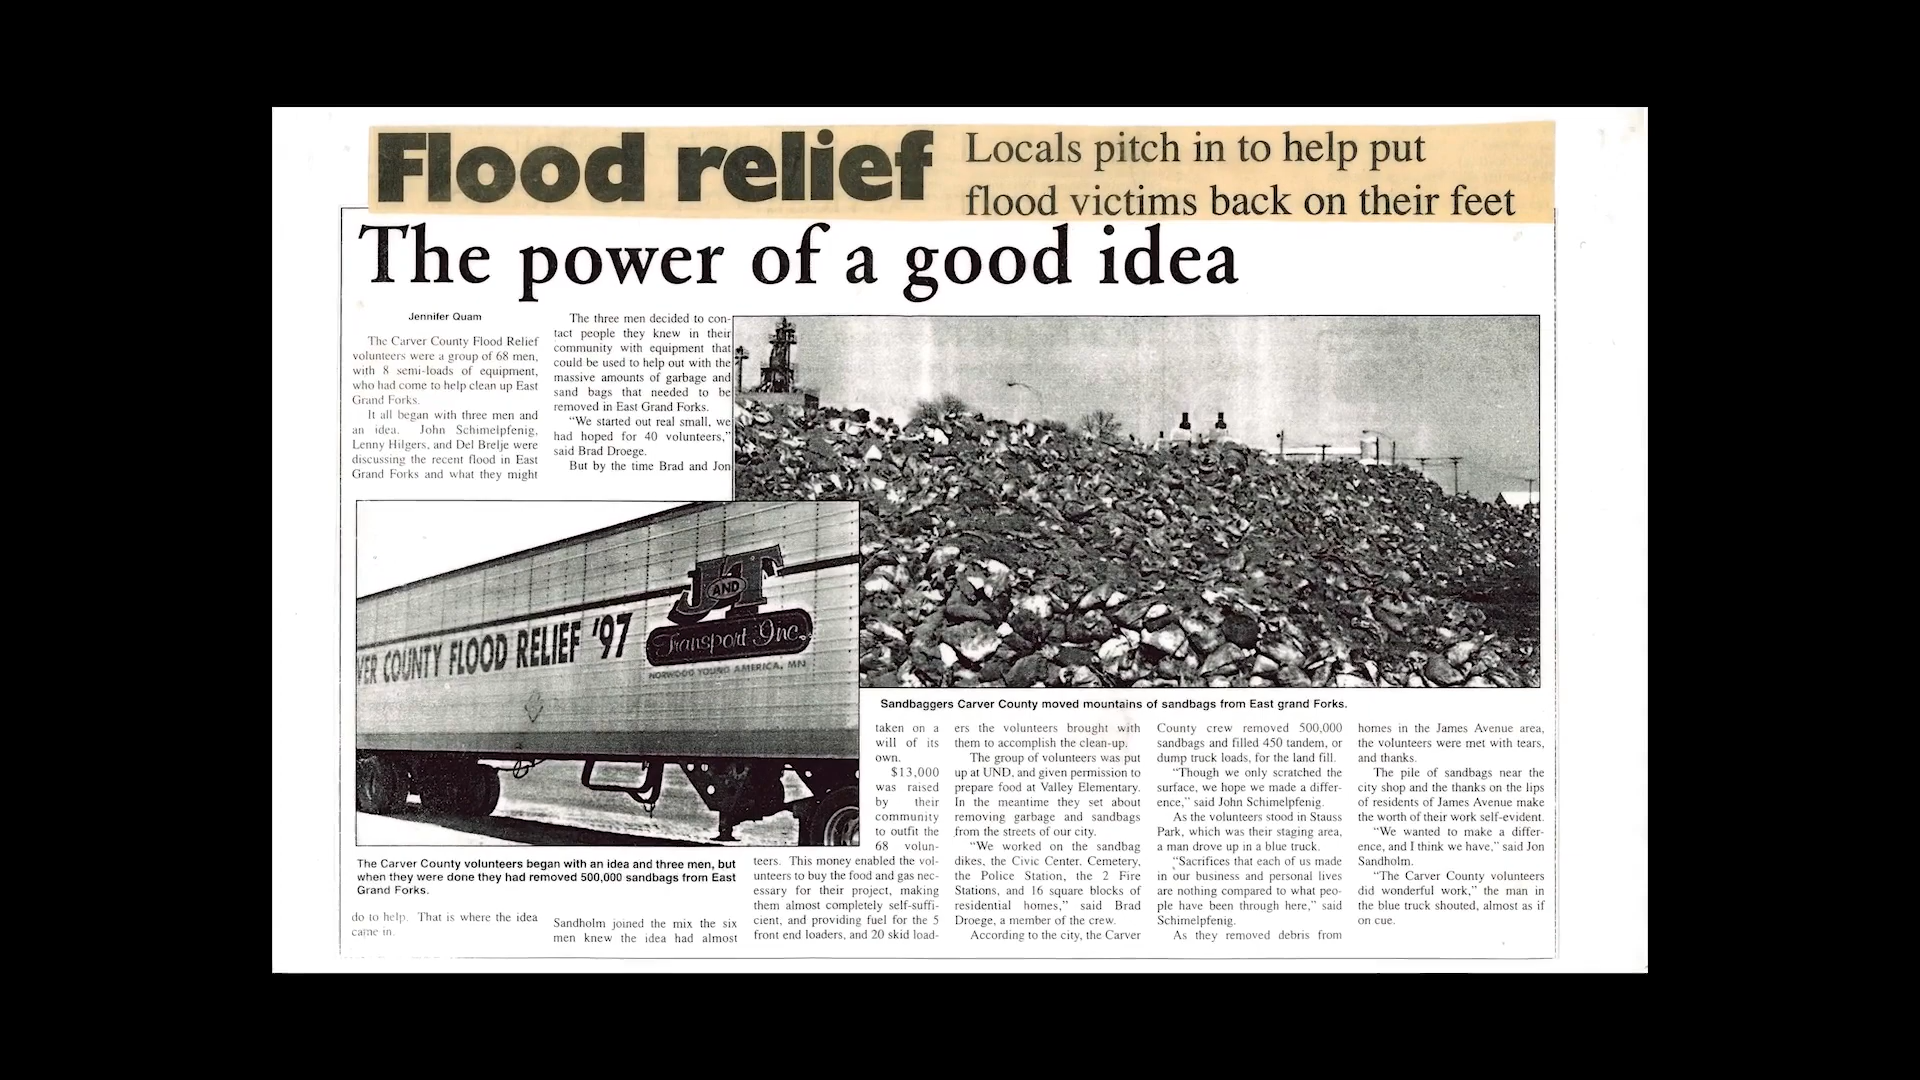 Flood relief
Locals pitch in to help put
flood victims back on their feet
The power of a good idea
Jennifer Quam
The Carver County Flood Relief
volunteers were a group of 68 men,
with 8 semi-loads of equipment,
who had come to help clean up East
Grand Forks.
It all began with three men and
an idea. John Schimelpfenig,
Lenny Hilgers, and Del Brelje were
discussing the recent flood in East
Grand Forks and what they might
VER COUNTY FLOOD RELIEF '97
J AND T
Transport Inc.
NORWOOD YOUNG AMERICA, MN
The Carver County volunteers began with an idea and three men, but
when they were done they had removed 500,000 sandbags from East
Grand Forks.
do to help. That is where the idea
came in.
The three men decided to con-
tact people they knew in their
community with equipment that
could be used to help out with the
massive amounts of garbage and
sand bags that needed to be
removed in East Grand Forks.
"We started out real small, we
had hoped for 40 volunteers,"
said Brad Droege.
But by the time Brad and Jon
Sandholm joined the mix the six
men knew the idea had almost
Sandbaggers Carver County moved mountains of sandbags from East grand Forks.
taken on a
will of its
own.
$13,000
was raised
by their
community
to outfit the
68 volun-
teers. This money enabled the vol-
unteers to buy the food and gas nec-
essary for their project, making
them almost completely self-suffi-
cient, and providing fuel for the 5
front end loaders, and 20 skid load-
ers the volunteers brought with
them to accomplish the clean-up.
The group of volunteers was put
up at UND, and given permission to
prepare food at Valley Elementary.
In the meantime they set about
removing garbage and sandbags
from the streets of our city.
"We worked on the sandbag
dikes, the Civic Center, Cemetery,
the Police Station, the 2 Fire
Stations, and 16 square blocks of
residential homes," said Brad
Droege, a member of the crew.
According to the city, the Carver
County crew removed 500,000
sandbags and filled 450 tandem, or
dump truck loads, for the land fill.
"Though we only scratched the
surface, we hope we made a differ-
ence," said John Schimelpfenig.
As the volunteers stood in Stauss
Park, which was their staging area,
a man drove up in a blue truck.
"Sacrifices that each of us made
in our business and personal lives
are nothing compared to what peo-
ple have been through here," said
Schimelpfenig.
As they removed debris from
homes in the James Avenue area,
the volunteers were met with tears,
and thanks.
The pile of sandbags near the
city shop and the thanks on the lips
of residents of James Avenue make
the worth of their work self-evident.
"We wanted to make a differ-
ence, and I think we have," said Jon
Sandholm.
"The Carver County volunteers
did wonderful work," the man in
the blue truck shouted, almost as if
on cue.